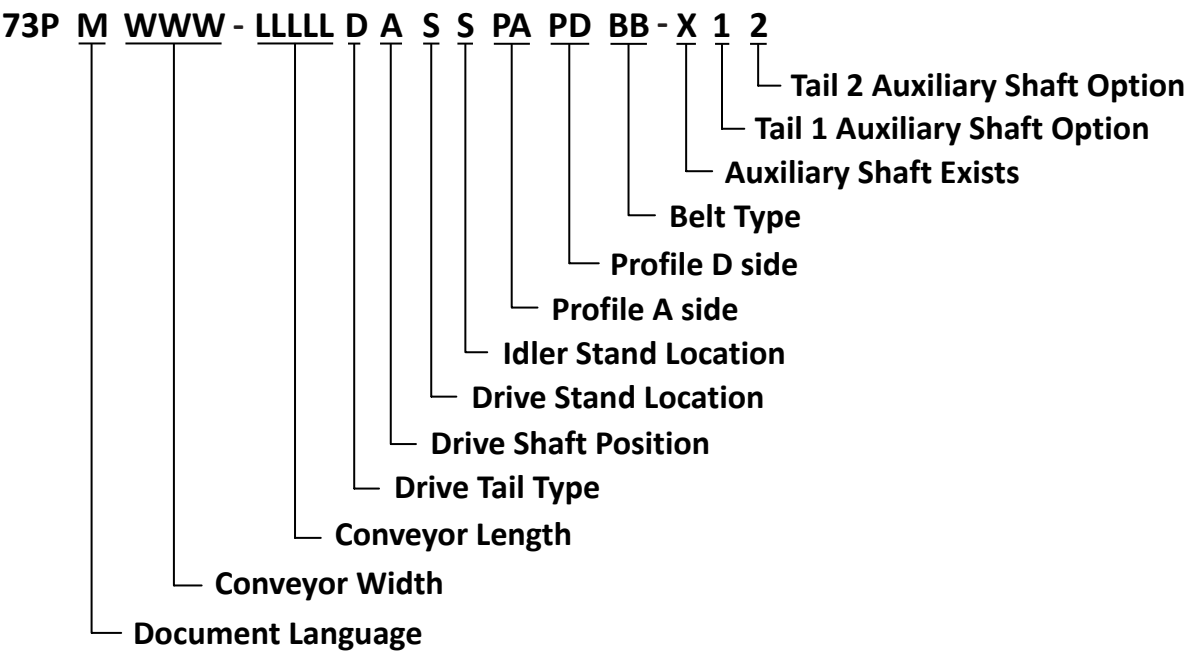 73P M WWW - LLLLL D A S S PA PD BB - X 1 2
Tail 2 Auxiliary Shaft Option
Tail 1 Auxiliary Shaft Option
Auxiliary Shaft Exists
Belt Type
Profile D side
Profile A side
Idler Stand Location
Drive Stand Location
Drive Shaft Position
Drive Tail Type
Conveyor Length
Conveyor Width
Document Language